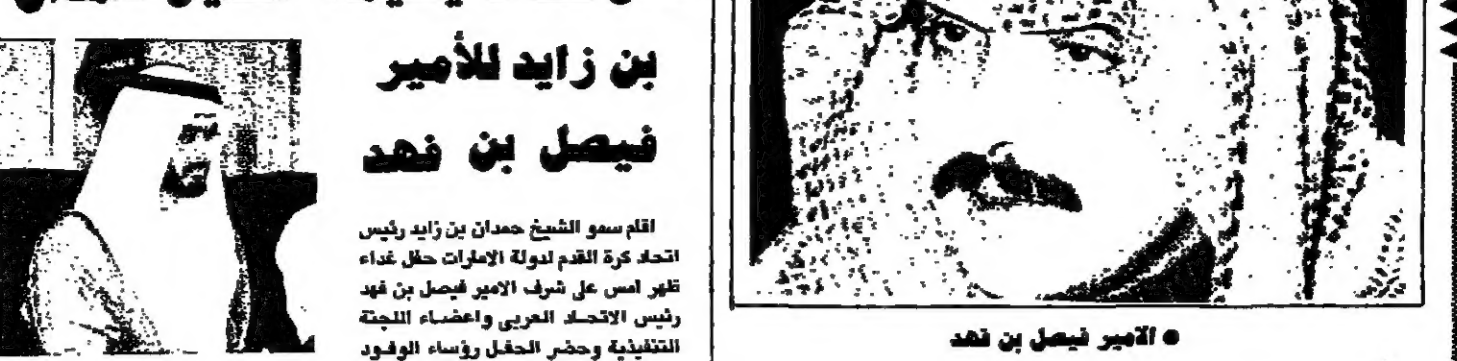 بن زايد للأمير
فيصل بن فهد
اقام سمو الشيخ حمدان بن زايد رئيس
اتحاد كرة القدم لدولة الامارات حفل غداء
ظهر امس على شرف الامير فيصل بن فهد
رئيس الاتحاد العربي واعضاء اللجنة
التنفيذية وحضر الحفل رؤساء الوفود
● الامير فيصل بن فهد